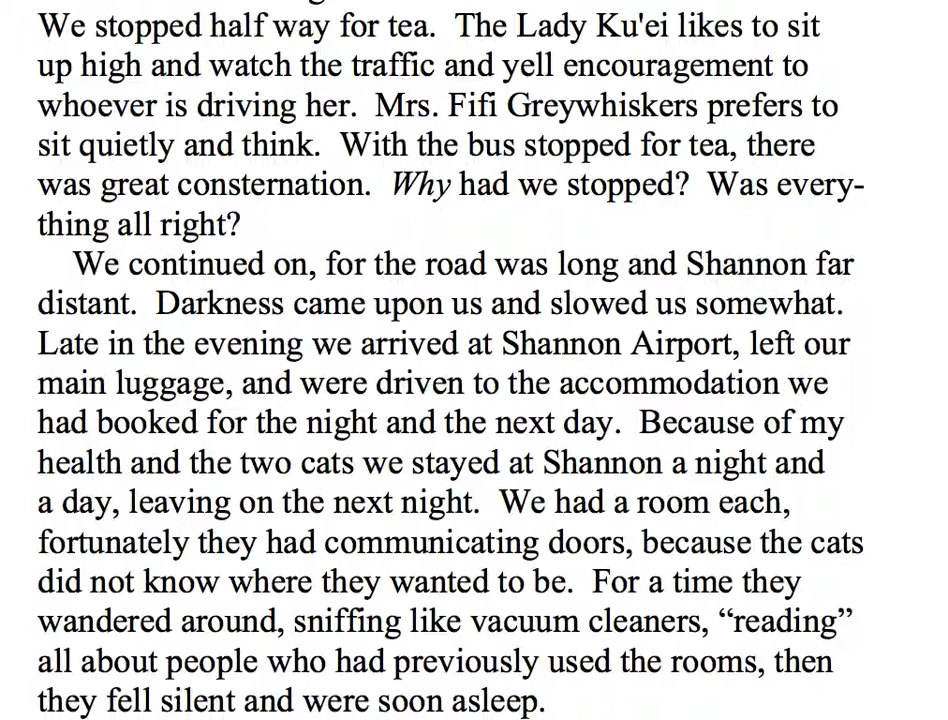 We stopped half way for tea. The Lady Ku'ei likes to sit
up high and watch the traffic and yell encouragement to
whoever is driving her. Mrs. Fifi Greywhiskers prefers to
sit quietly and think. With the bus stopped for tea, there
was great consternation. Why had we stopped? Was every-
thing all right?
We continued on, for the road was long and Shannon far
distant. Darkness came upon us and slowed us somewhat.
Late in the evening we arrived at Shannon Airport, left our
main luggage, and were driven to the accommodation we
had booked for the night and the next day. Because of my
health and the two cats we stayed at Shannon a night and
a day, leaving on the next night. We had a room each,
fortunately they had communicating doors, because the cats
did not know where they wanted to be. For a time they
wandered around, sniffing like vacuum cleaners, “reading”
all about people who had previously used the rooms, then
they fell silent and were soon asleep.